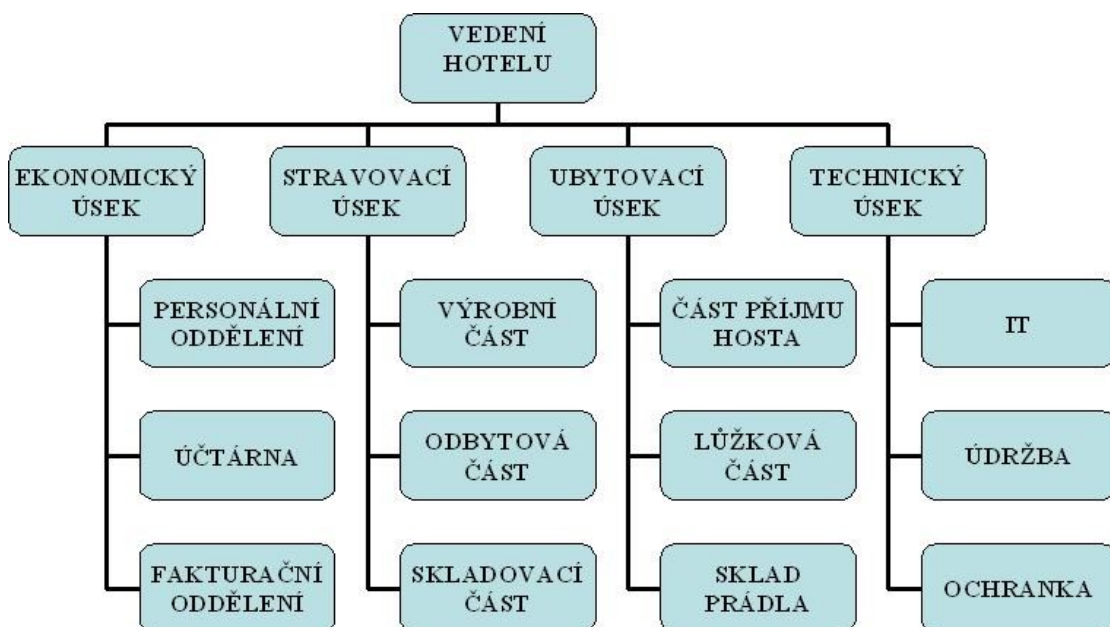 VEDENÍ
HOTELU
EKONOMICKÝ
ÚSEK
STRAVOVACÍ
ÚSEK
UBYTOVACÍ
ÚSEK
TECHNICKÝ
ÚSEK
PERSONÁLNÍ
ODDĚLENÍ
VÝROBNÍ
ČÁST
ČÁST PŘÍJMU
HOSTA
IT
ÚČTÁRNA
ODBYTOVÁ
ČÁST
LŮŽKOVÁ
ČÁST
ÚDRŽBA
FAKTURAČNÍ
ODDĚLENÍ
SKLADOVACÍ
ČÁST
SKLAD
PRÁDLA
OCHRANKA